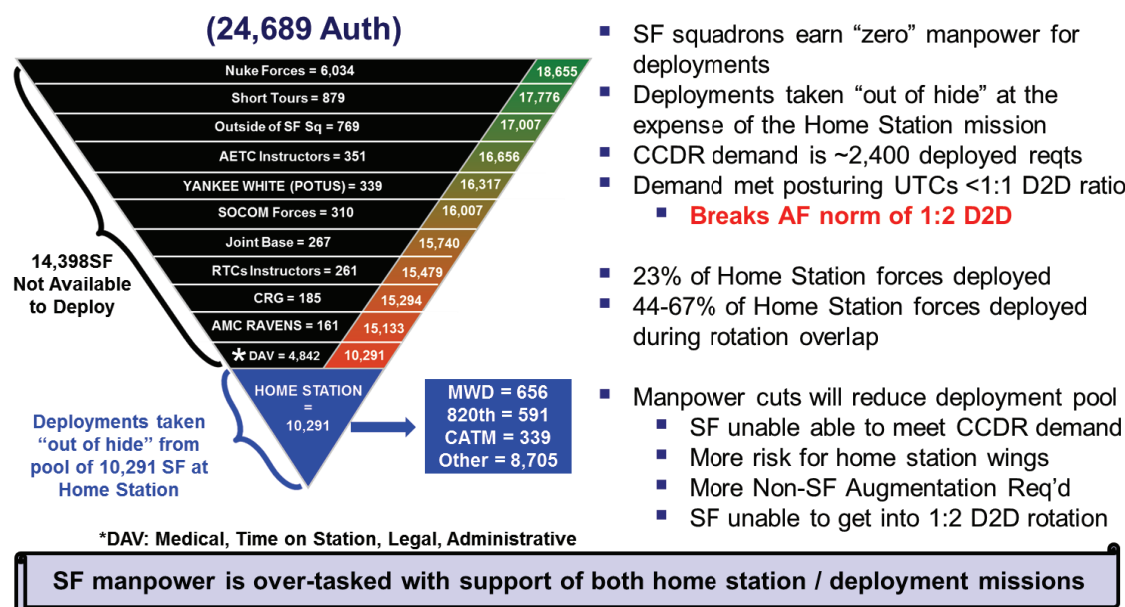 (24,689 Auth)
Nuke Forces = 6,034
18,655
Short Tours = 879
17,776
Outside of SF Sq = 769
17,007
AETC Instructors = 351
16,656
YANKEE WHITE (POTUS) = 339
16,317
SOCOM Forces = 310
16,007
Joint Base = 267
15,740
RTCs Instructors = 261
15,479
CRG = 185
15,294
AMC RAVENS = 161
15,133
* DAV = 4,842
10,291
14,398SF
Not Available
to Deploy
HOME STATION
=
10,291
Deployments taken
“out of hide” from
pool of 10,291 SF at
Home Station
MWD = 656
820th = 591
CATM = 339
Other = 8,705
*DAV: Medical, Time on Station, Legal, Administrative
▪ SF squadrons earn “zero” manpower for
deployments
▪ Deployments taken “out of hide” at the
expense of the Home Station mission
▪ CCDR demand is ~2,400 deployed reqts
▪ Demand met posturing UTCs <1:1 D2D ratio
▪ Breaks AF norm of 1:2 D2D
▪ 23% of Home Station forces deployed
▪ 44-67% of Home Station forces deployed
during rotation overlap
▪ Manpower cuts will reduce deployment pool
▪ SF unable able to meet CCDR demand
▪ More risk for home station wings
▪ More Non-SF Augmentation Req’d
▪ SF unable to get into 1:2 D2D rotation
SF manpower is over-tasked with support of both home station / deployment missions